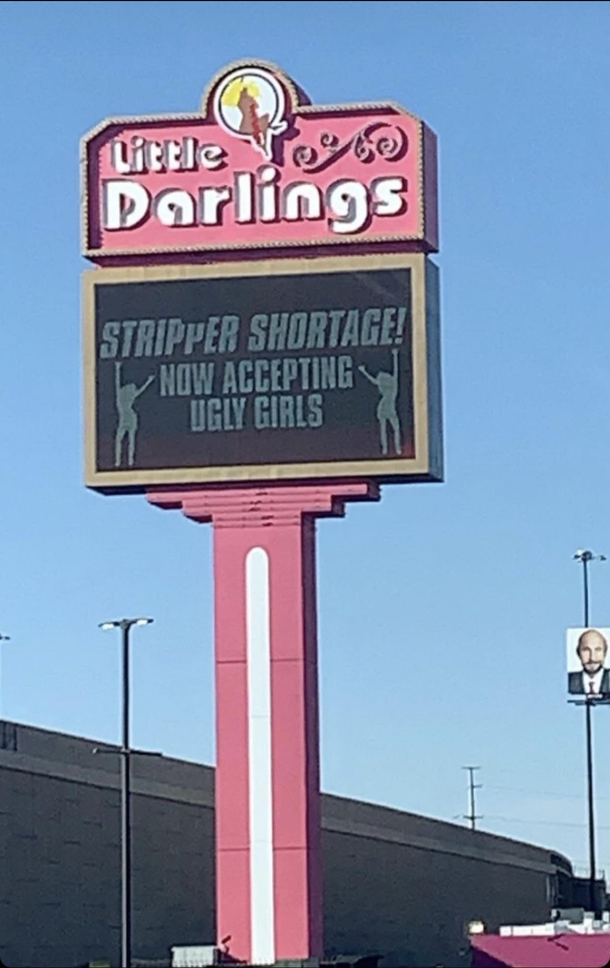 Little
Darlings
STRIPPER SHORTAGE!
NOW ACCEPTING
UGLY GIRLS